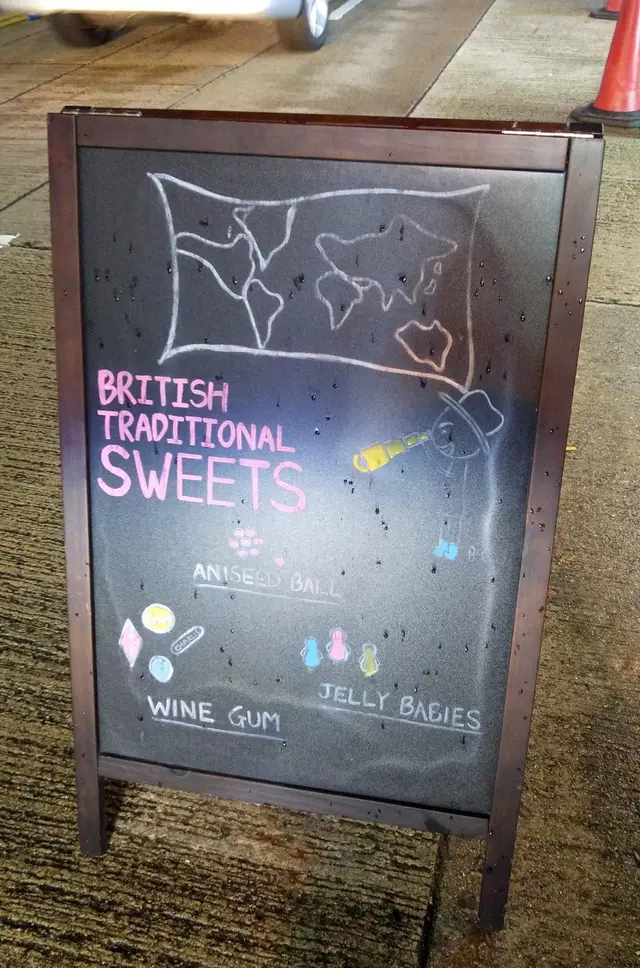 BRITISH
TRADITIONAL
SWEETS
ANISEED BALL
WINE GUM
JELLY BABIES